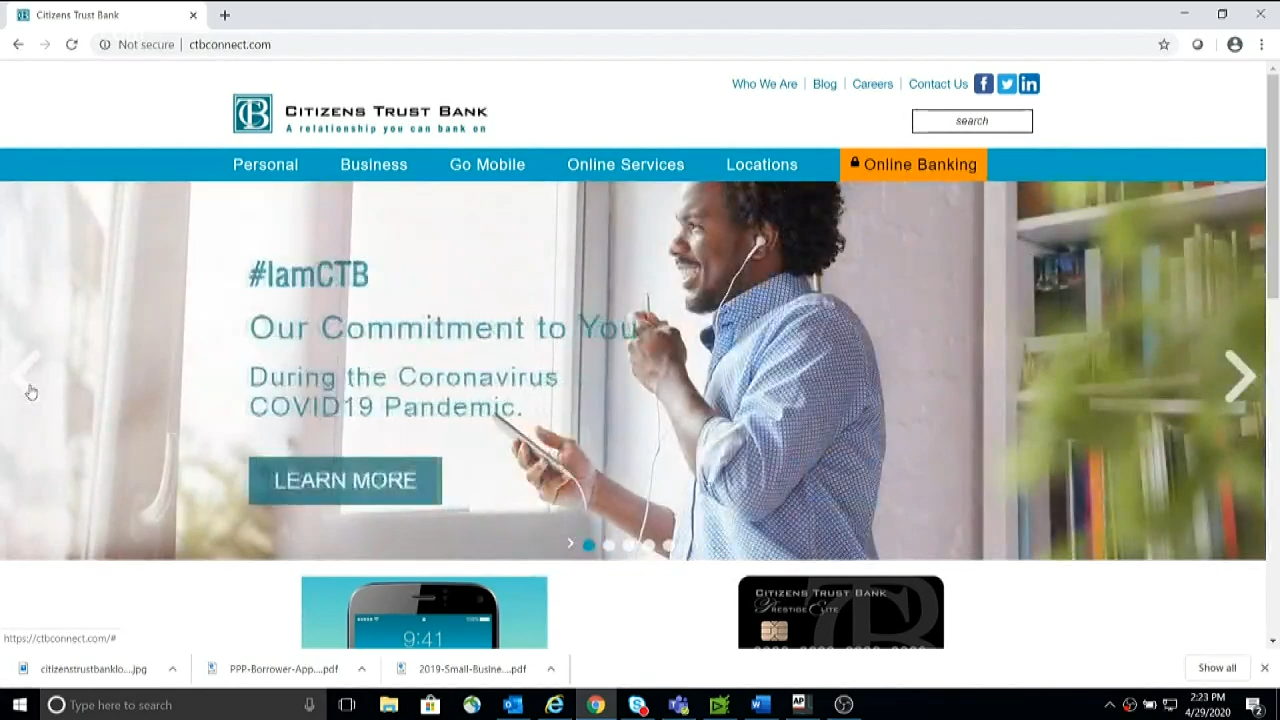 Citizens Trust Bank
Not secure | ctbconnect.com
Who We Are | Blog | Careers | Contact Us
CITIZENS TRUST BANK
A relationship you can bank on
search
Personal Business Go Mobile Online Services Locations Online Banking
#IamCTB
Our Commitment to You
During the Coronavirus
COVID19 Pandemic.
LEARN MORE
CITIZENS TRUST BANK
Prestige Elite
9:41
https://ctbconnect.com/#
citizenstrustbanklo....jpg
PPP-Borrower-App....pdf
2019-Small-Busine....pdf
Show all
Type here to search
2:23 PM
4/29/2020